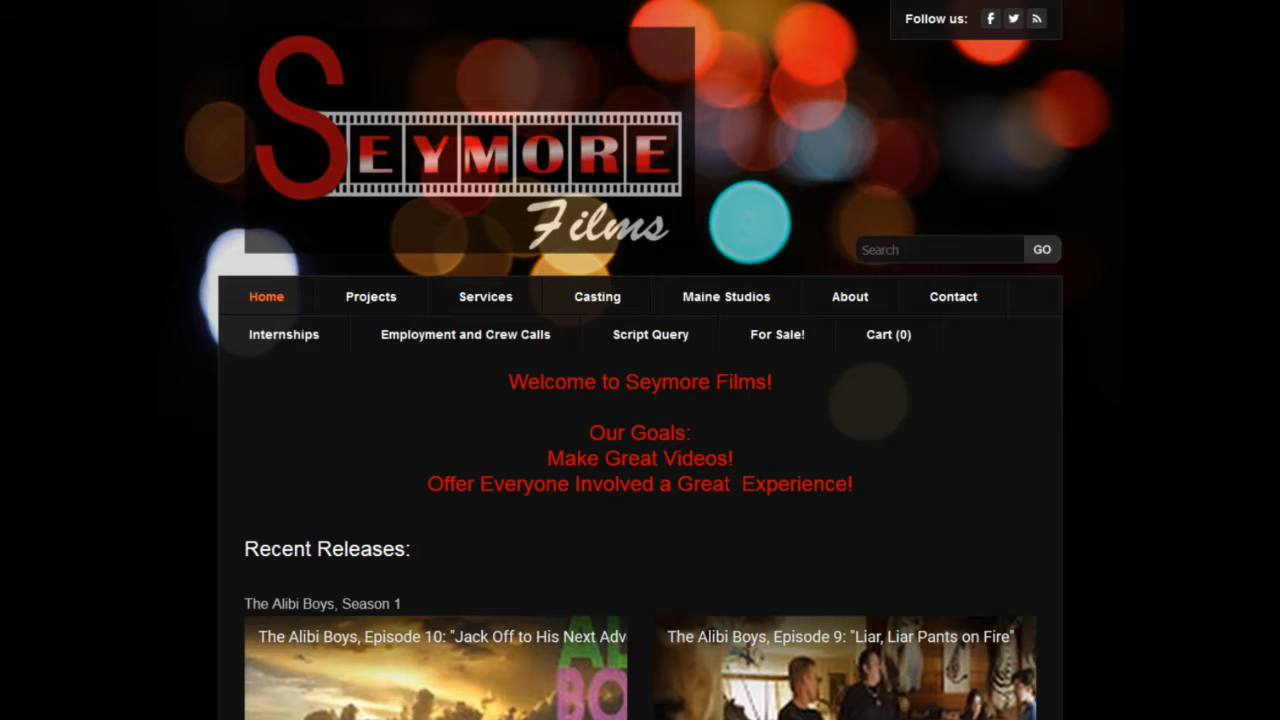 Follow us:
SEYMORE
Films
Search
GO
Home Projects Services Casting Maine Studios About Contact
Internships Employment and Crew Calls Script Query For Sale! Cart (0)
Welcome to Seymore Films!
Our Goals:
Make Great Videos!
Offer Everyone Involved a Great  Experience!
Recent Releases:
The Alibi Boys, Season 1
The Alibi Boys, Episode 10: "Jack Off to His Next Adv
The Alibi Boys, Episode 9: "Liar, Liar Pants on Fire"
AL
BO